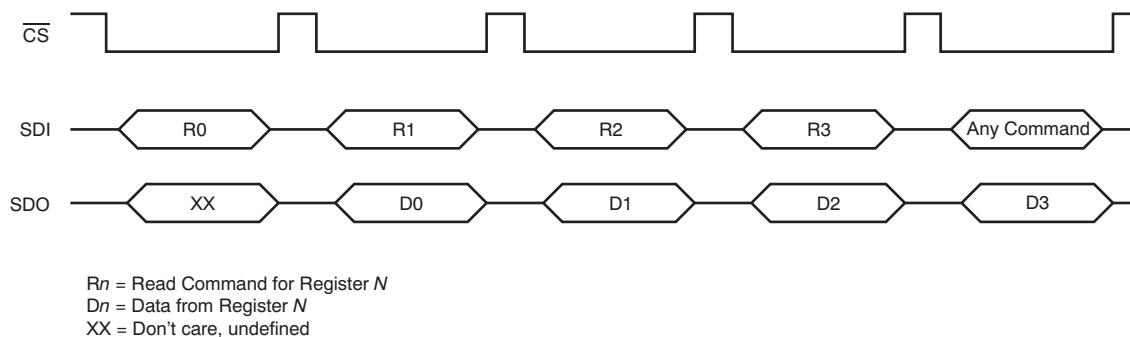 CS
SDI R0 R1 R2 R3 Any Command
SDO XX D0 D1 D2 D3
Rn = Read Command for Register N
Dn = Data from Register N
XX = Don't care, undefined